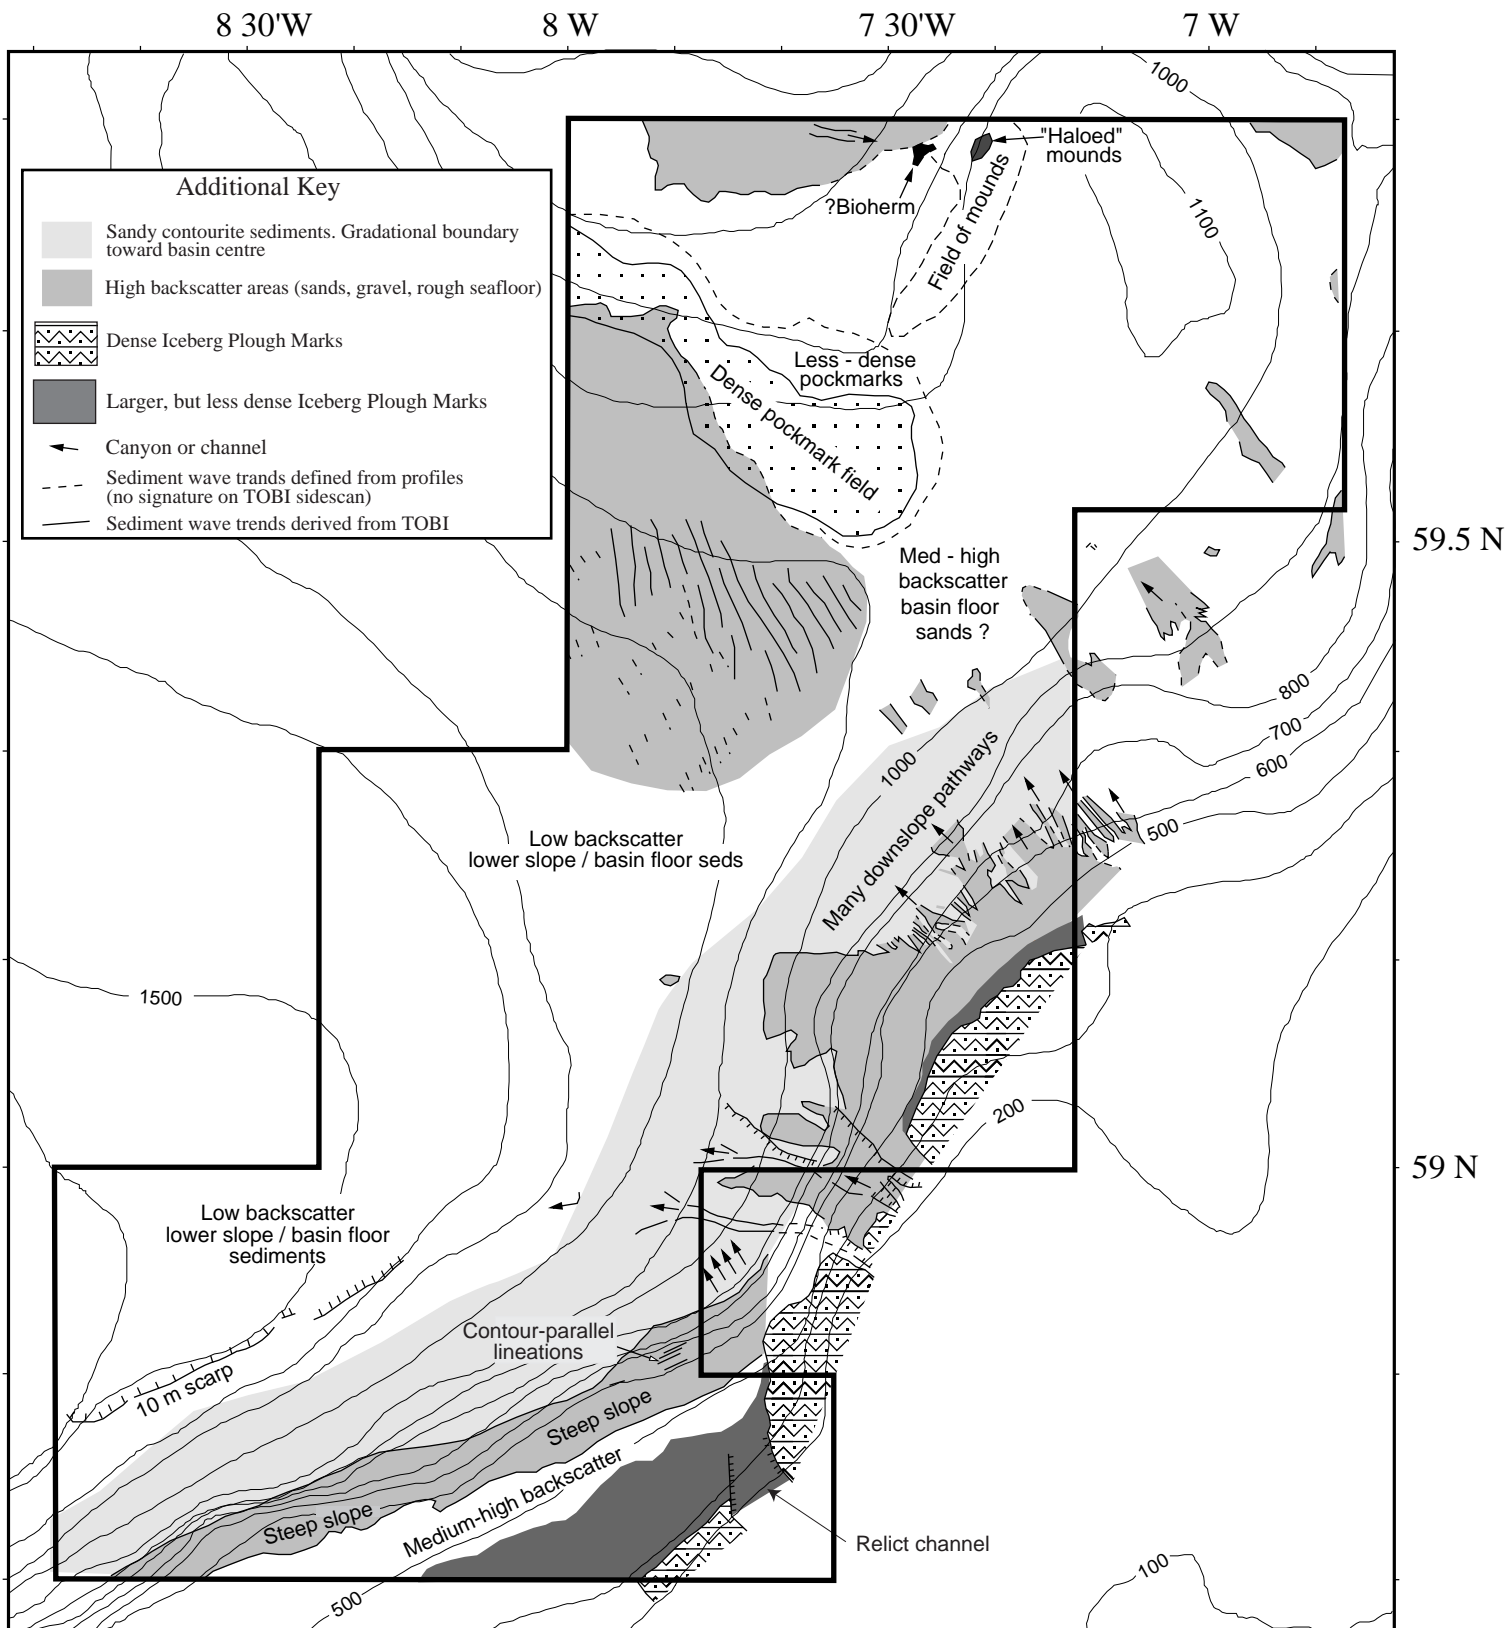 8 30'W
8 W
7 30'W
7 W
1000
"Haloed"
mounds
?Bioherm
Field of mounds
1100
Additional Key
Sandy contourite sediments. Gradational boundary
toward basin centre
High backscatter areas (sands, gravel, rough seafloor)
Dense Iceberg Plough Marks
Larger, but less dense Iceberg Plough Marks
Canyon or channel
Sediment wave trands defined from profiles
(no signature on TOBI sidescan)
Sediment wave trends derived from TOBI
Less - dense
pockmarks
Dense pockmark field
59.5 N
Med - high
backscatter
basin floor
sands ?
800
700
600
500
1000
Many downslope pathways
Low backscatter
lower slope / basin floor seds
1500
200
59 N
Low backscatter
lower slope / basin floor
sediments
Contour-parallel
lineations
10 m scarp
Steep slope
Steep slope
Medium-high backscatter
Relict channel
500
100